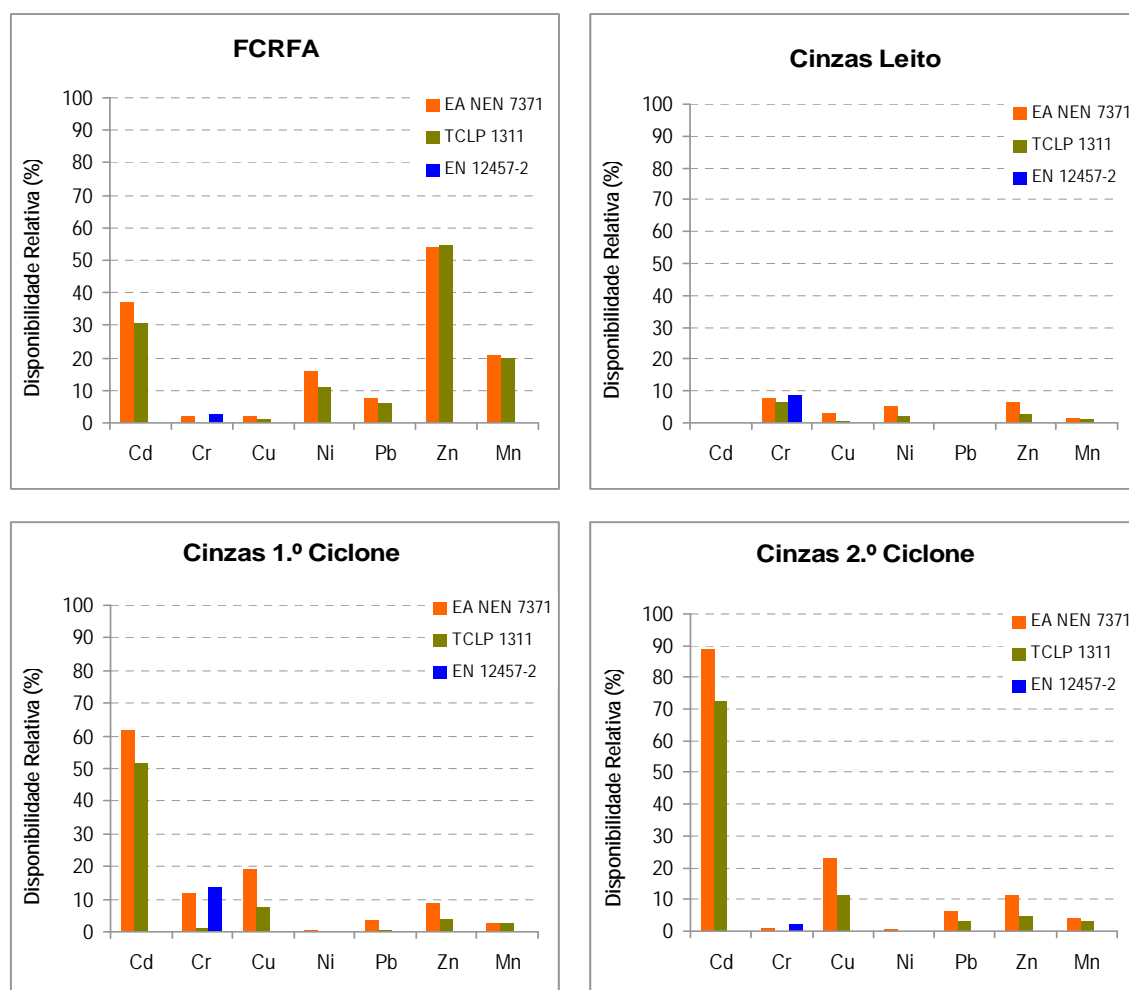 FCRFA
Disponibilidade Relativa (%)
100
90
80
70
60
50
40
30
20
10
0
EA NEN 7371
TCLP 1311
EN 12457-2
Cd Cr Cu Ni Pb Zn Mn
Cinzas Leito
Disponibilidade Relativa (%)
100
90
80
70
60
50
40
30
20
10
0
EA NEN 7371
TCLP 1311
EN 12457-2
Cd Cr Cu Ni Pb Zn Mn
Cinzas 1.º Ciclone
Disponibilidade Relativa (%)
100
90
80
70
60
50
40
30
20
10
0
EA NEN 7371
TCLP 1311
EN 12457-2
Cd Cr Cu Ni Pb Zn Mn
Cinzas 2.º Ciclone
Disponibilidade Relativa (%)
100
90
80
70
60
50
40
30
20
10
0
EA NEN 7371
TCLP 1311
EN 12457-2
Cd Cr Cu Ni Pb Zn Mn